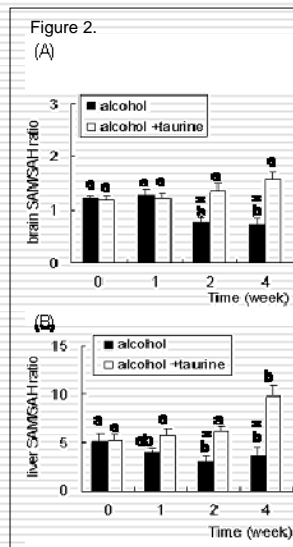 Figure 2.
(A)
brain SAM/SAH ratio
3
2
1
0
alcohol
alcohol +taurine
a a a a a* a b* a
0 1 2 4
Time (week)
(B)
liver SAM/SAH ratio
15
10
5
0
alcohol
alcohol +taurine
a a ab a b* a b* b
0 1 2 4
Time (week)